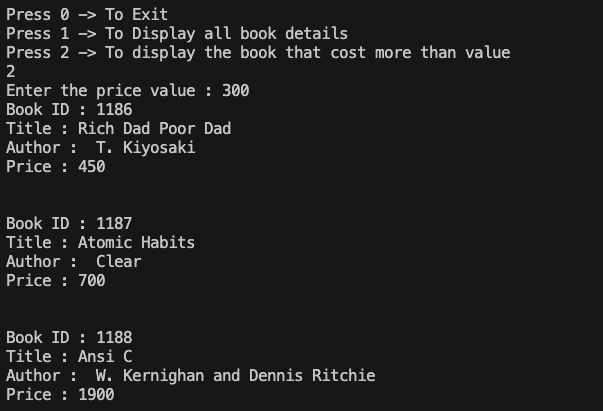 Press 0 -> To Exit
Press 1 -> To Display all book details
Press 2 -> To display the book that cost more than value
2
Enter the price value : 300
Book ID : 1186
Title : Rich Dad Poor Dad
Author :  T. Kiyosaki
Price : 450
Book ID : 1187
Title : Atomic Habits
Author :  Clear
Price : 700
Book ID : 1188
Title : Ansi C
Author :  W. Kernighan and Dennis Ritchie
Price : 1900